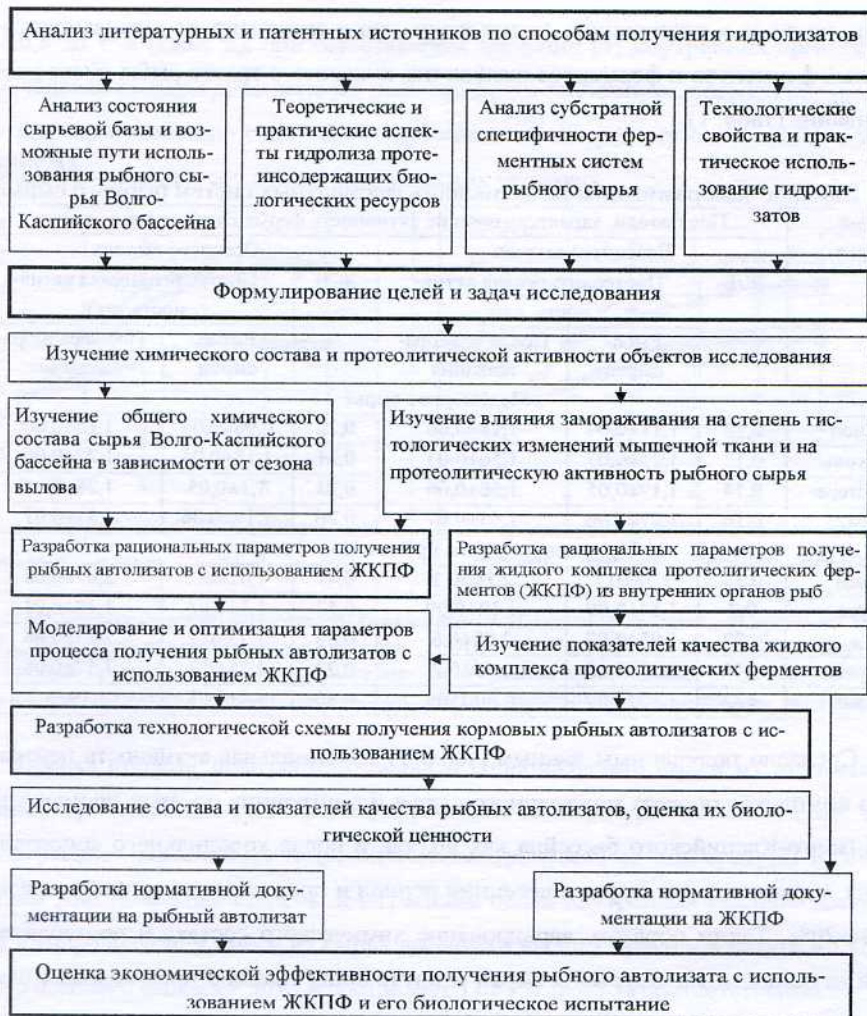 Анализ литературных и патентных источников по способам получения гидролизатов
Анализ состояния
сырьевой базы и воз-
можные пути исполь-
зования рыбного сы-
рья Волго-
Каспийского бассейна
Теоретические и
практические аспек-
ты гидролиза проте-
инсодержащих био-
логических ресурсов
Анализ субстратной
специфичности фер-
ментных систем
рыбного сырья
Технологические
свойства и прак-
тическое исполь-
зование гидроли-
затов
Формулирование целей и задач исследования
Изучение химического состава и протеолитической активности объектов исследования
Изучение общего химического
состава сырья Волго-Каспийского
бассейна в зависимости от сезона
вылова
Изучение влияния замораживания на степень гис-
тологических изменений мышечной ткани и на
протеолитическую активность рыбного сырья
Разработка рациональных параметров получения
рыбных автолизатов с использованием ЖКПФ
Разработка рациональных параметров получе-
ния жидкого комплекса протеолитических фер-
ментов (ЖКПФ) из внутренних органов рыб
Моделирование и оптимизация параметров
процесса получения рыбных автолизатов с
использованием ЖКПФ
Изучение показателей качества жидкого
комплекса протеолитических ферментов
Разработка технологической схемы получения кормовых рыбных автолизатов с ис-
пользованием ЖКПФ
Исследование состава и показателей качества рыбных автолизатов, оценка их био-
логической ценности
Разработка нормативной доку-
ментации на рыбный автолизат
Разработка нормативной доку-
ментации на ЖКПФ
Оценка экономической эффективности получения рыбного автолизата с исполь-
зованием ЖКПФ и его биологическое испытание